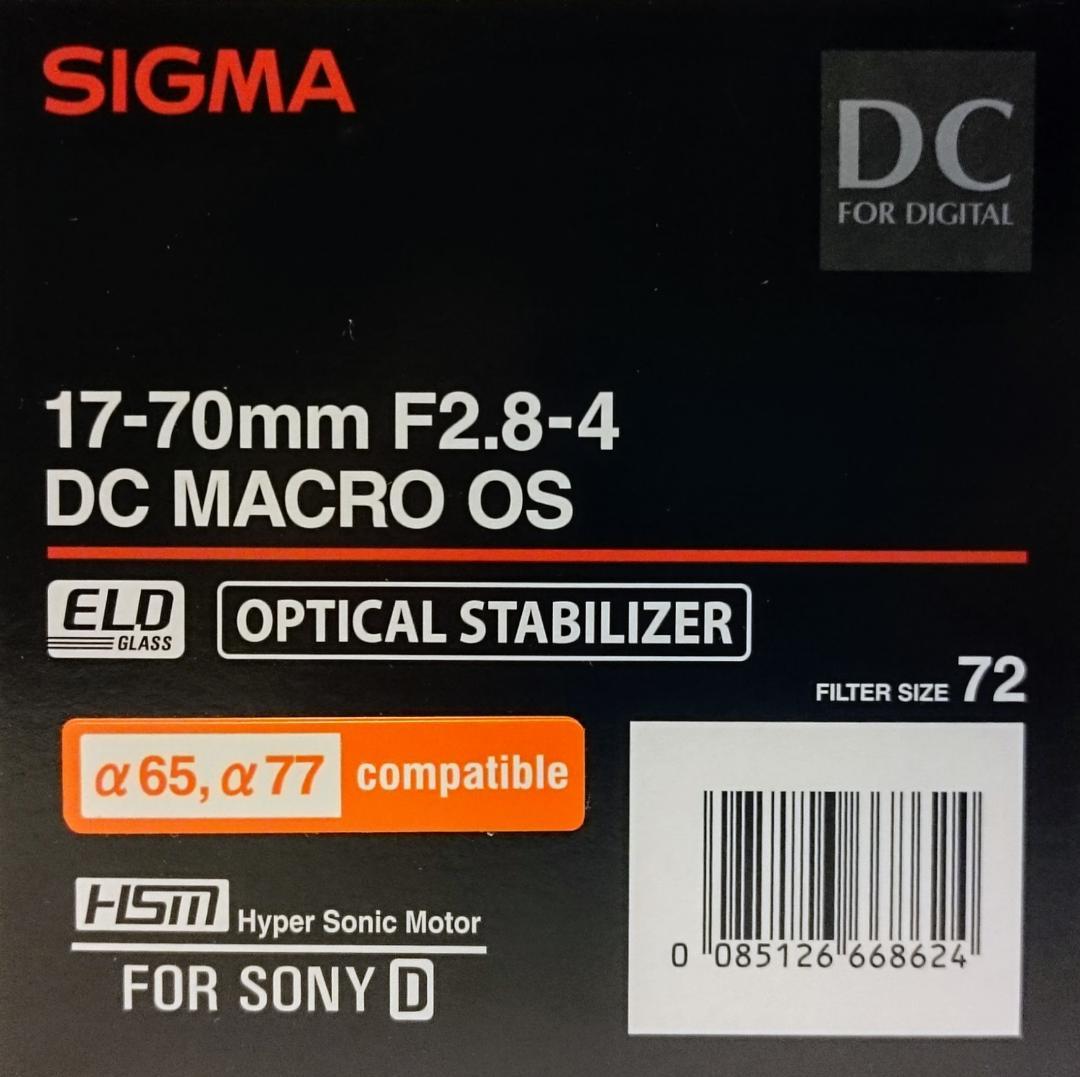 SIGMA
DC
FOR DIGITAL
17-70mm F2.8-4
DC MACRO OS
ELD
GLASS
OPTICAL STABILIZER
FILTER SIZE 72
α65, α77 compatible
HSM Hyper Sonic Motor
FOR SONY D
0 085126 668624